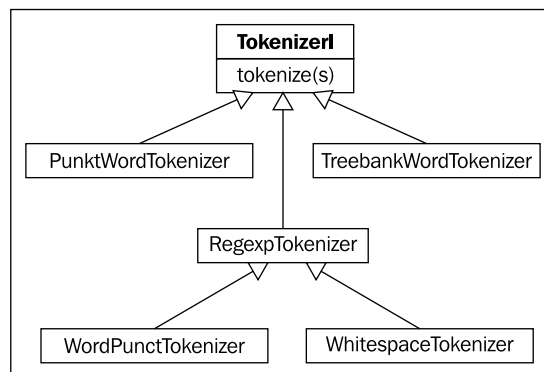 TokenizerI
tokenize(s)
PunktWordTokenizer
TreebankWordTokenizer
RegexpTokenizer
WordPunctTokenizer
WhitespaceTokenizer